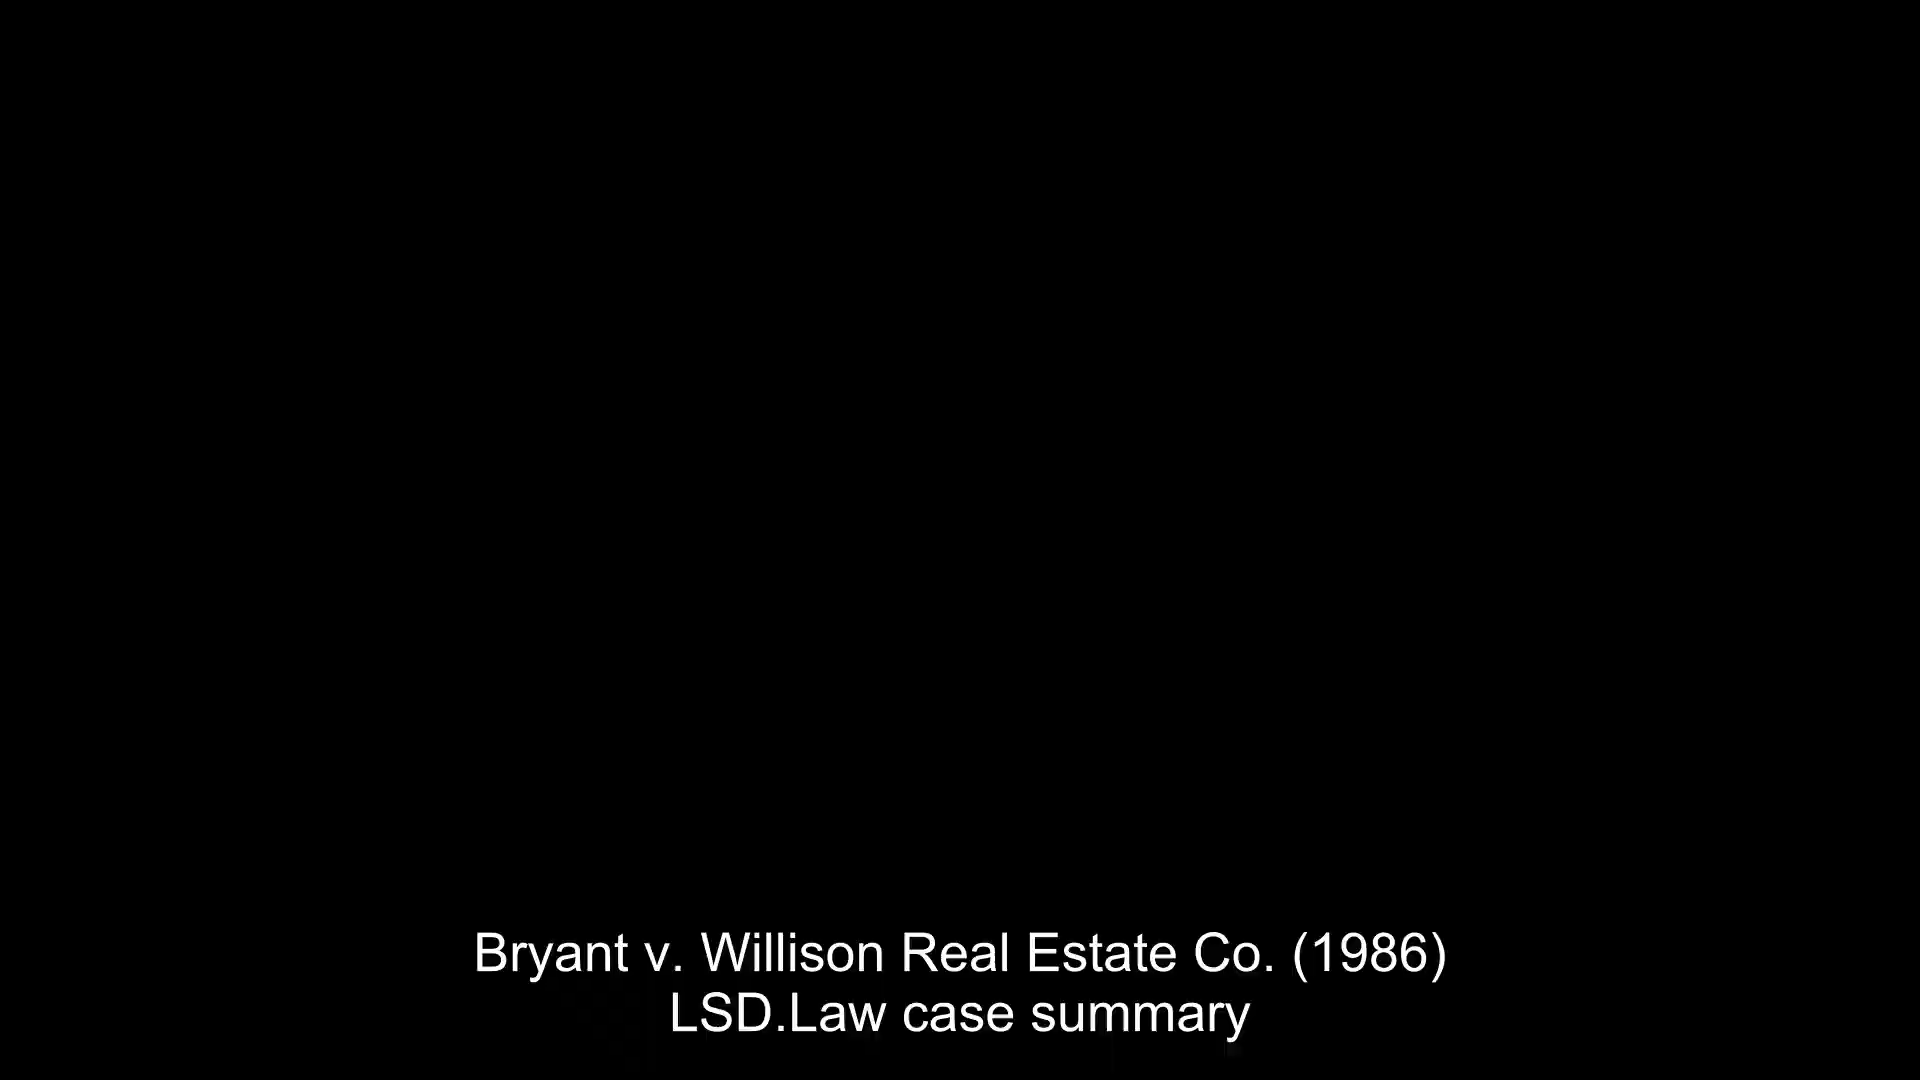 Bryant v. Willison Real Estate Co. (1986)
LSD.Law case summary